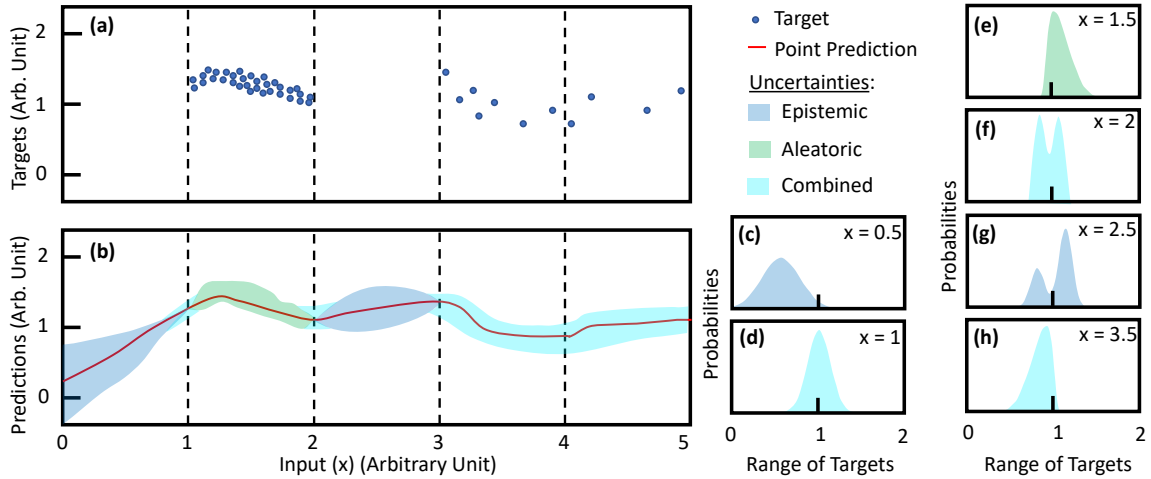 (a)
Targets (Arb. Unit)
2
1
0
(b)
Predictions (Arb. Unit)
2
1
0
0 1 2 3 4 5
Input (x) (Arbitrary Unit)
Target
Point Prediction
Uncertainties:
Epistemic
Aleatoric
Combined
(c) x = 0.5
(d) x = 1
Probabilities
0 1 2
Range of Targets
(e) x = 1.5
(f) x = 2
(g) x = 2.5
(h) x = 3.5
Probabilities
0 1 2
Range of Targets